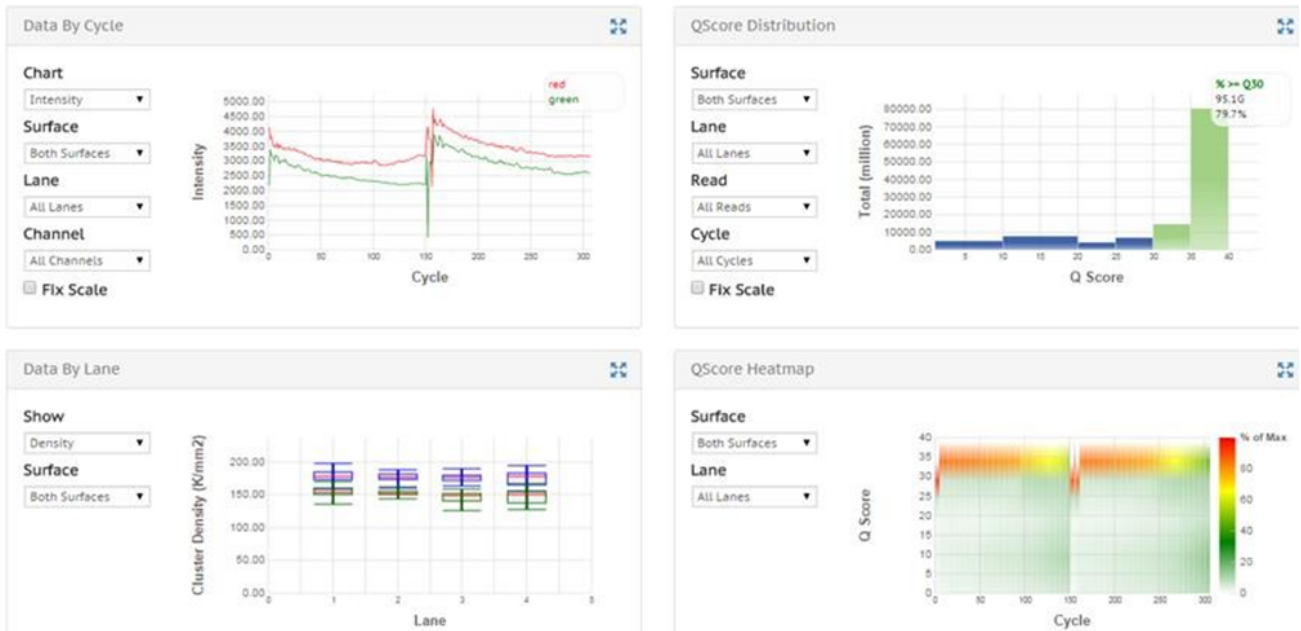 Data By Cycle
Chart
Intensity
Surface
Both Surfaces
Lane
All Lanes
Channel
All Channels
Fix Scale
Intensity
5000.00
4500.00
4000.00
3500.00
3000.00
2500.00
2000.00
1500.00
1000.00
500.00
0.00
0 50 100 150 200 250 300
Cycle
red
green
QScore Distribution
Surface
Both Surfaces
Lane
All Lanes
Read
All Reads
Cycle
All Cycles
Fix Scale
Total (million)
80000.00
70000.00
60000.00
50000.00
40000.00
30000.00
20000.00
10000.00
0.00
5 10 15 20 25 30 35 40
Q Score
% >= Q30
95.1G
79.7%
Data By Lane
Show
Density
Surface
Both Surfaces
Cluster Density (K/mm2)
200.00
150.00
100.00
50.00
0.00
0 1 2 3 4 5
Lane
QScore Heatmap
Surface
Both Surfaces
Lane
All Lanes
Q Score
40
35
30
25
20
15
10
5
0
0 50 100 150 200 250 300
Cycle
% of Max
80
60
40
20
0